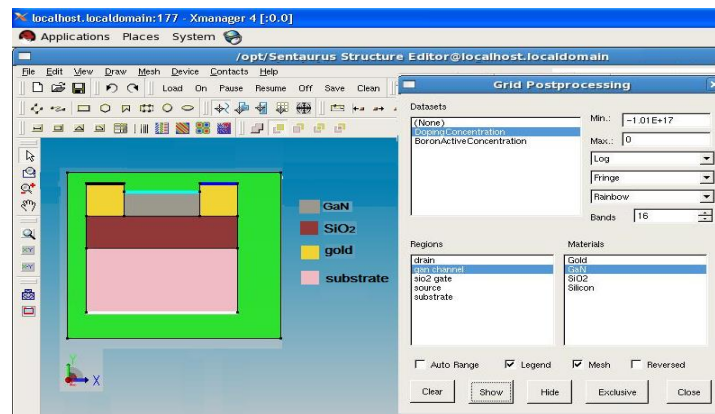 localhost.localdomain:177 - Xmanager 4 [:0.0]
Applications Places System
/opt/Sentaurus Structure Editor@localhost.localdomain
File Edit View Draw Mesh Device Contacts Help
Load On Pause Resume Off Save Clean
Grid Postprocessing
Datasets
(None)
DopingConcentration
BoronActiveConcentration
Min.: -1.01E+17
Max.: 0
Log
Fringe
Rainbow
Bands 16
GaN
SiO2
gold
substrate
Y
X
Regions
drain
gan channel
sio2 gate
source
substrate
Materials
Gold
GaN
SiO2
Silicon
Auto Range Legend Mesh Reversed
Clear Show Hide Exclusive Close